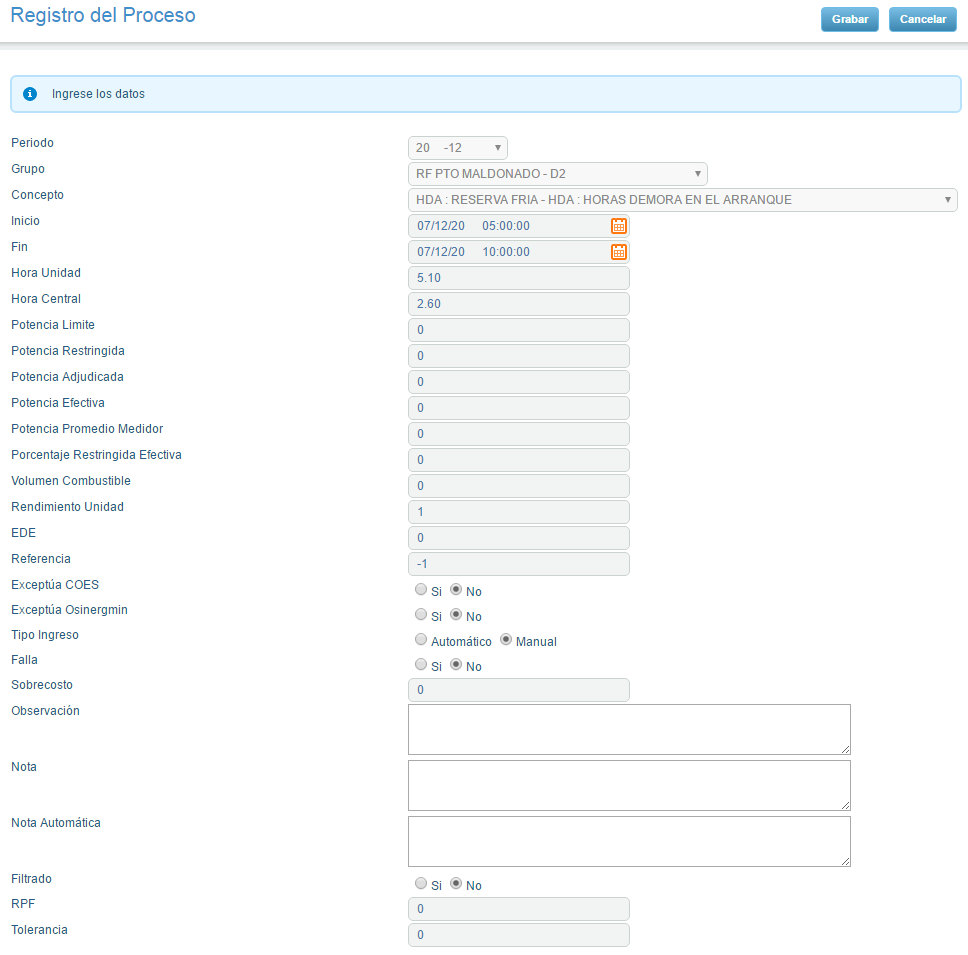 Registro del Proceso
Grabar Cancelar
Ingrese los datos
Periodo 20 -12
Grupo RF PTO MALDONADO - D2
Concepto HDA : RESERVA FRIA - HDA : HORAS DEMORA EN EL ARRANQUE
Inicio 07/12/20 05:00:00
Fin 07/12/20 10:00:00
Hora Unidad 5.10
Hora Central 2.60
Potencia Limite 0
Potencia Restringida 0
Potencia Adjudicada 0
Potencia Efectiva 0
Potencia Promedio Medidor 0
Porcentaje Restringida Efectiva 0
Volumen Combustible 0
Rendimiento Unidad 1
EDE 0
Referencia -1
Exceptúa COES Si No
Exceptúa Osinergmin Si No
Tipo Ingreso Automático Manual
Falla Si No
Sobrecosto 0
Observación
Nota
Nota Automática
Filtrado Si No
RPF 0
Tolerancia 0